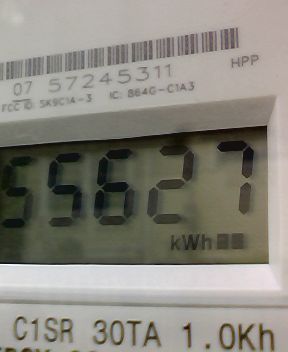 07 57245311
HPP
FCC ID: SK9C1A-3 IC: 864G-C1A3
55627
kWh
C1SR 30TA 1.0Kh